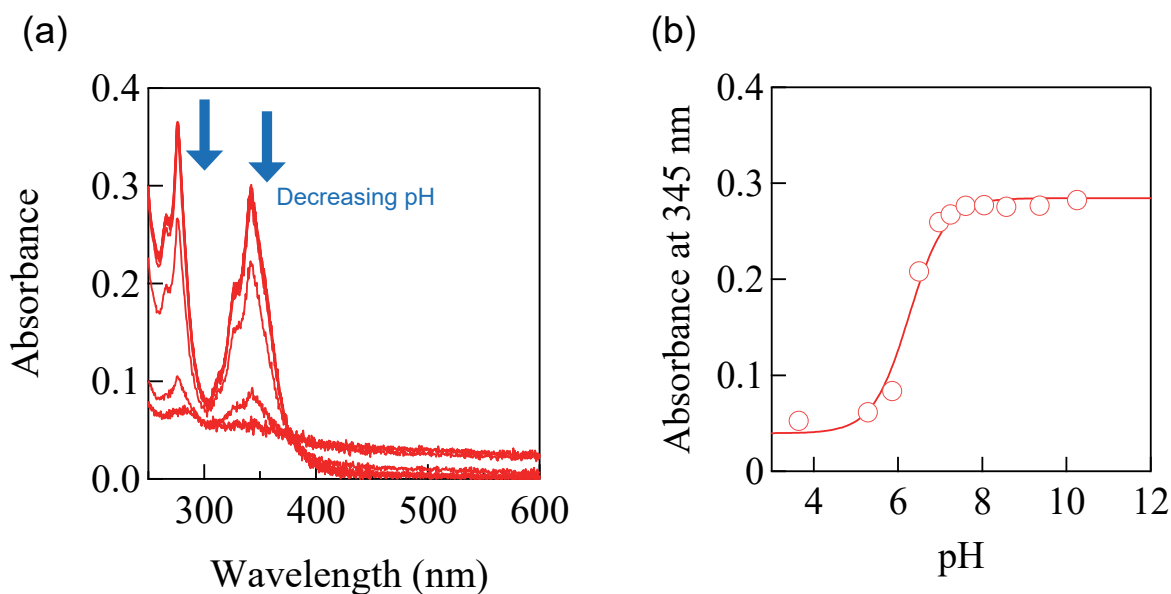 (a)
Absorbance
0.4
0.3
0.2
0.1
0.0
Decreasing pH
300
400
500
600
Wavelength (nm)
(b)
Absorbance at 345 nm
0.4
0.3
0.2
0.1
0
4
6
8
10
12
pH